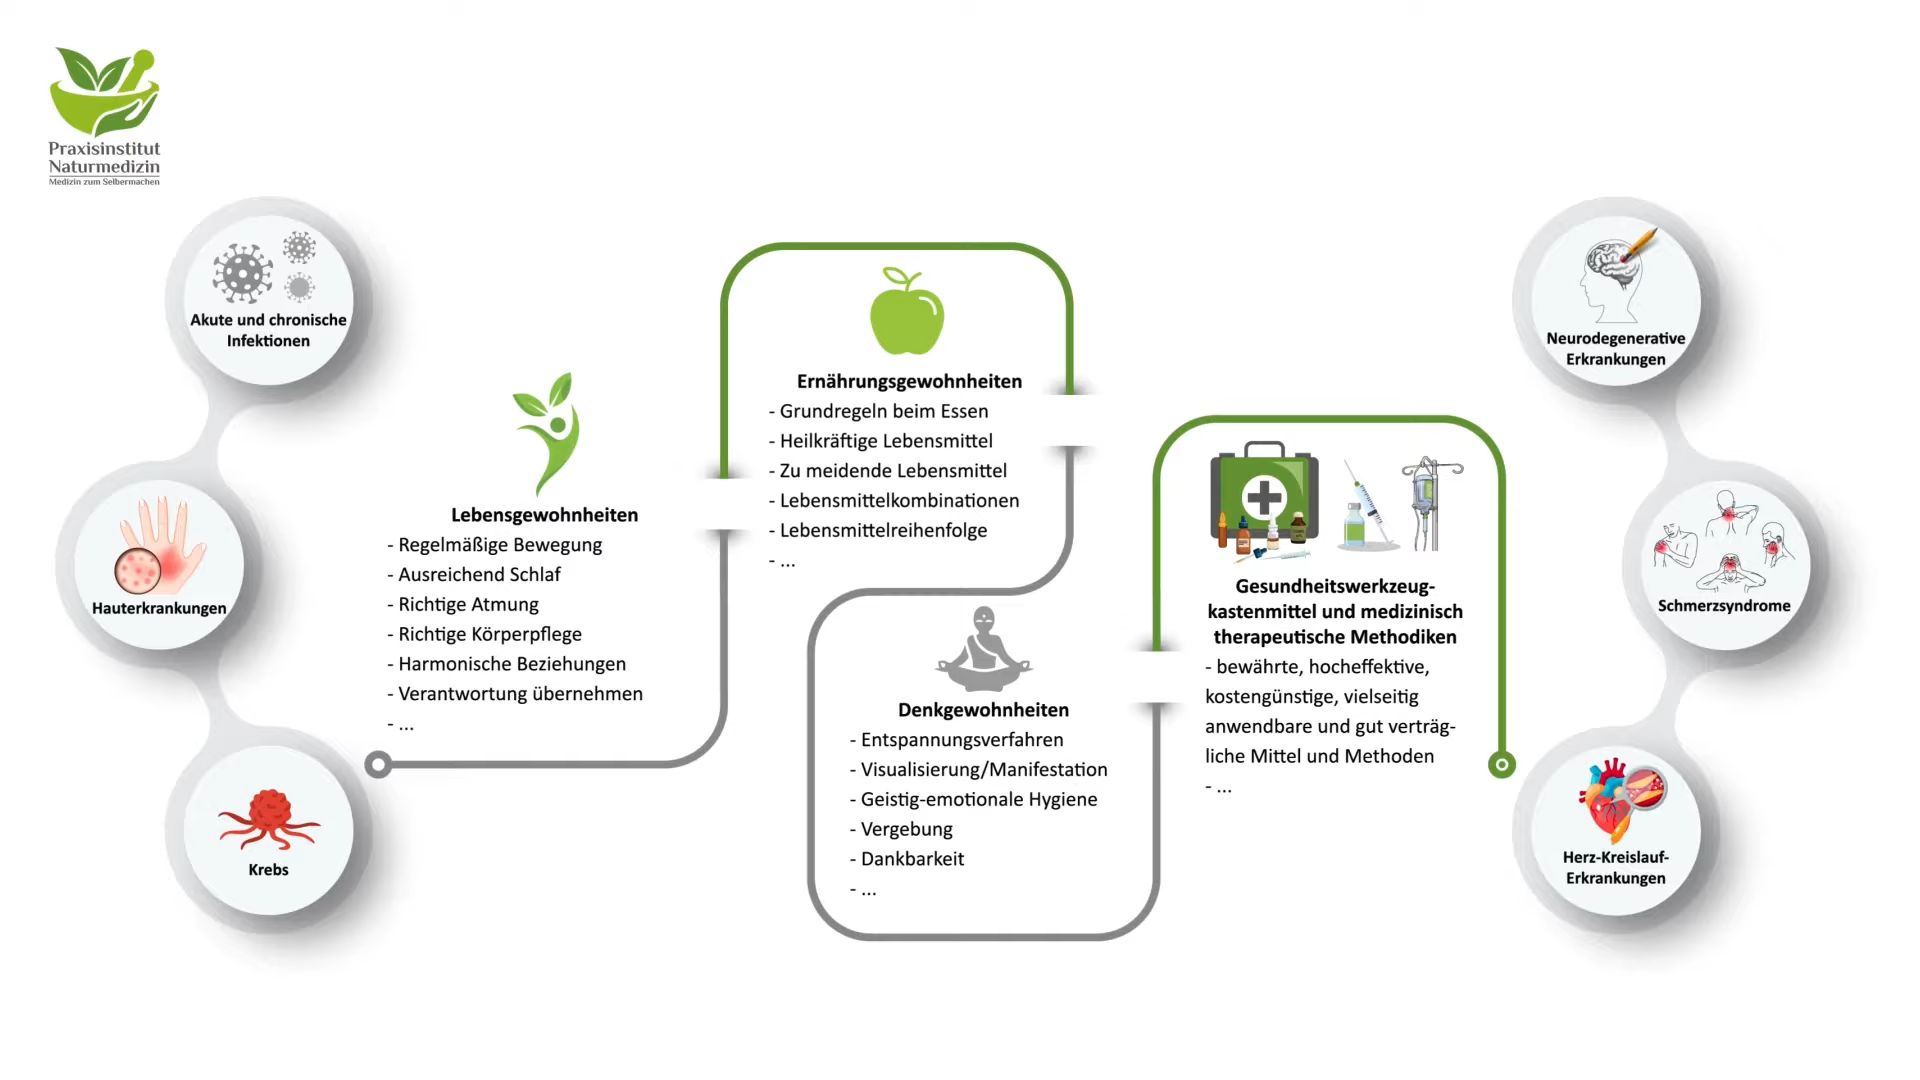 Praxisinstitut
Naturmedizin
Medizin zum Selbermachen
Akute und chronische
Infektionen
Hauterkrankungen
Krebs
Lebensgewohnheiten
- Regelmäßige Bewegung
- Ausreichend Schlaf
- Richtige Atmung
- Richtige Körperpflege
- Harmonische Beziehungen
- Verantwortung übernehmen
- ...
Ernährungsgewohnheiten
- Grundregeln beim Essen
- Heilkräftige Lebensmittel
- Zu meidende Lebensmittel
- Lebensmittelkombinationen
- Lebensmittelreihenfolge
- ...
Denkgewohnheiten
- Entspannungsverfahren
- Visualisierung/Manifestation
- Geistig-emotionale Hygiene
- Vergebung
- Dankbarkeit
- ...
Gesundheitswerkzeug-
kastenmittel und medizinisch
therapeutische Methodiken
- bewährte, hocheffektive,
kostengünstige, vielseitig
anwendbare und gut verträg-
liche Mittel und Methoden
- ...
Neurodegenerative
Erkrankungen
Schmerzsyndrome
Herz-Kreislauf-
Erkrankungen